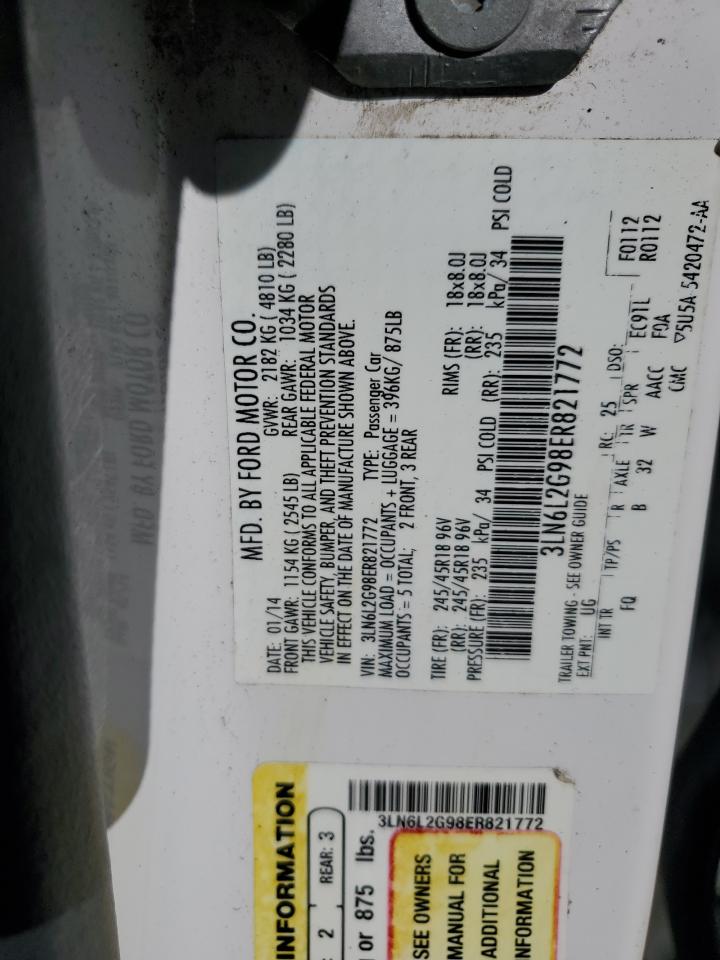 MFD. BY FORD MOTOR CO.
DATE: 01/14 GVWR: 2182 KG ( 4810 LB)
FRONT GAWR: 1154 KG (2545 LB) REAR GAWR: 1034 KG ( 2280 LB)
THIS VEHICLE CONFORMS TO ALL APPLICABLE FEDERAL MOTOR
VEHICLE SAFETY, BUMPER, AND THEFT PREVENTION STANDARDS
IN EFFECT ON THE DATE OF MANUFACTURE SHOWN ABOVE.
VIN: 3LN6L2G98ER821772 TYPE: Passenger Car
MAXIMUM LOAD = OCCUPANTS + LUGGAGE = 396KG/ 875LB
OCCUPANTS = 5 TOTAL; 2 FRONT, 3 REAR
TIRE (FR): 245/45R18 96V RIMS (FR): 18x8.0J
(RR): 245/45R18 96V (RR): 18x8.0J
PRESSURE (FR): 235 kPa/ 34 PSI COLD (RR): 235 kPa/ 34 PSI COLD
3LN6L2G98ER821772
TRAILER TOWING - SEE OWNER GUIDE
EXT PNT: UG RC: 25 DSO: F0112
INT TR TP/PS R AXLE TR SPR EC91L R0112
FQ B 32 W AACC FOA
CMC ▽5U5A 5420472-AA
INFORMATION
: 2 REAR: 3
or 875 lbs.
3LN6L2G98ER821772
SEE OWNERS
MANUAL FOR
ADDITIONAL
INFORMATION